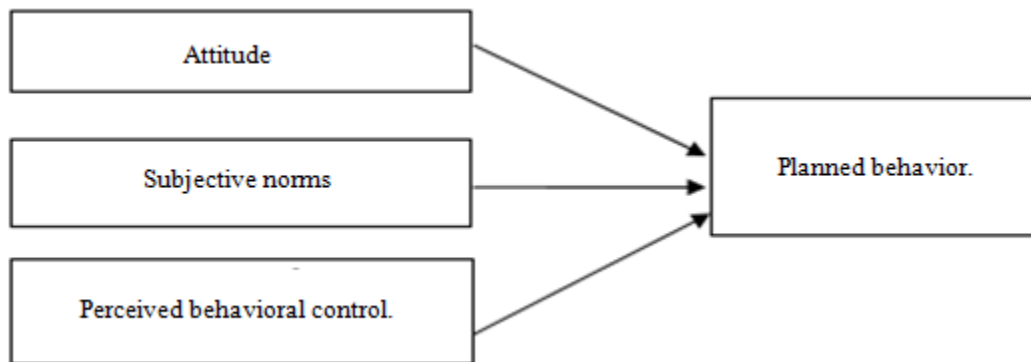 Attitude
Subjective norms
Planned behavior.
Perceived behavioral control.